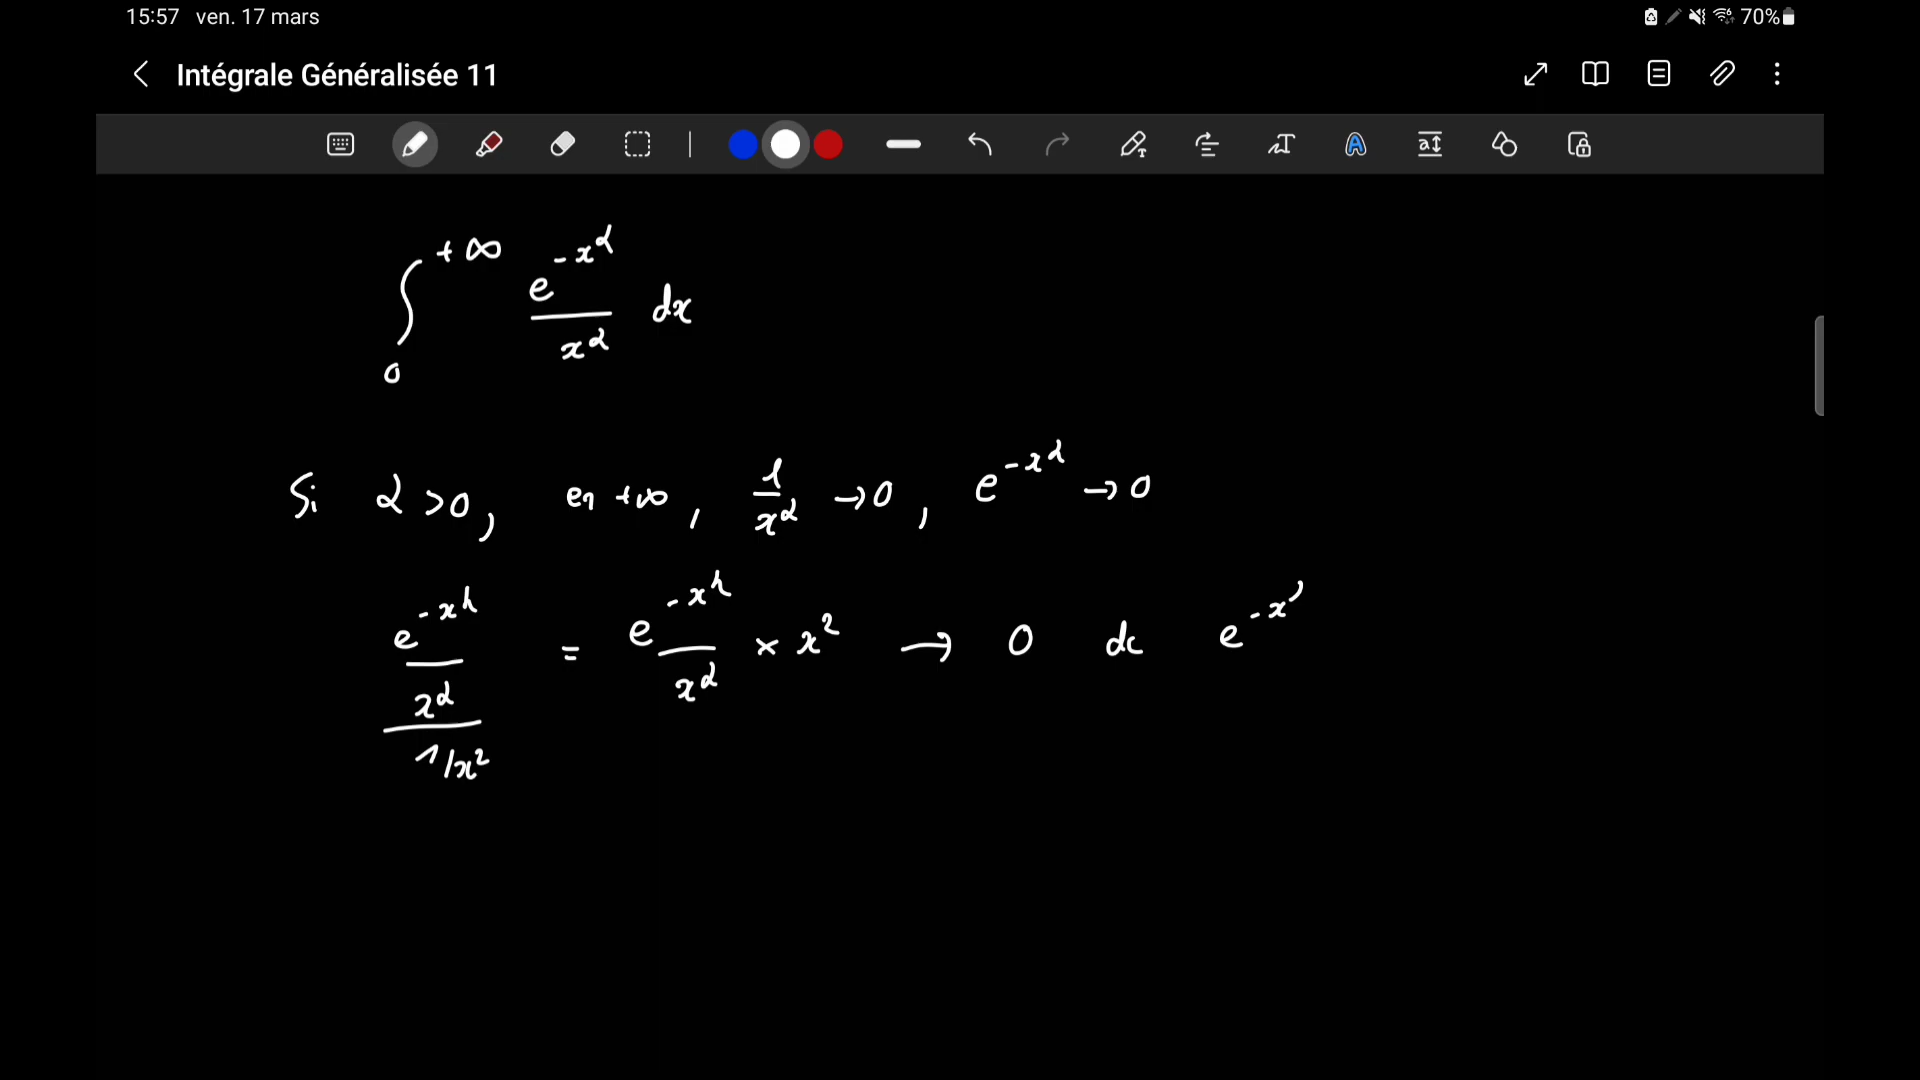 15:57 ven. 17 mars 70%
Intégrale Généralisée 11
∫₀^{+∞} e^{-x^α} / x^α dx
Si α > 0, en +∞, 1/x^α → 0, e^{-x^α} → 0
(e^{-x^α} / x^α) / (1/x²) = e^{-x^α} / x^α × x² → 0 dc e^{-x